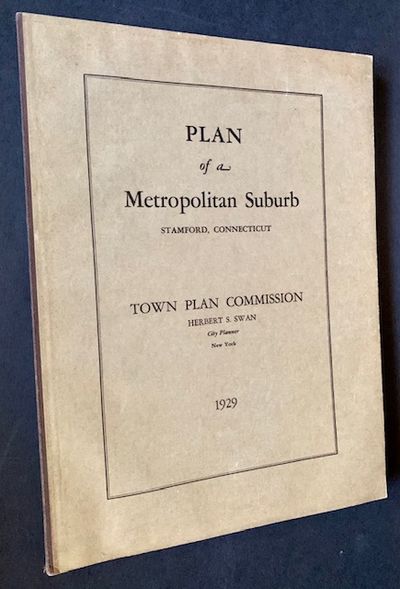 PLAN
of a
Metropolitan Suburb
STAMFORD, CONNECTICUT
TOWN PLAN COMMISSION
HERBERT S. SWAN
City Planner
New York
1929